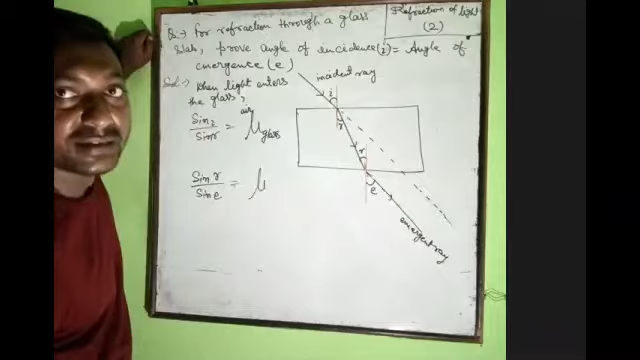 Refraction of light
(2)
Q.→ for refraction through a glass
slab, prove angle of incidence (i) = Angle of
emergence (e)
Sol.→ When light enters
the glass,
Sin i / Sin r = air μ glass
Sin r / Sin e = μ
incident ray
i
r
r
e
emergent ray